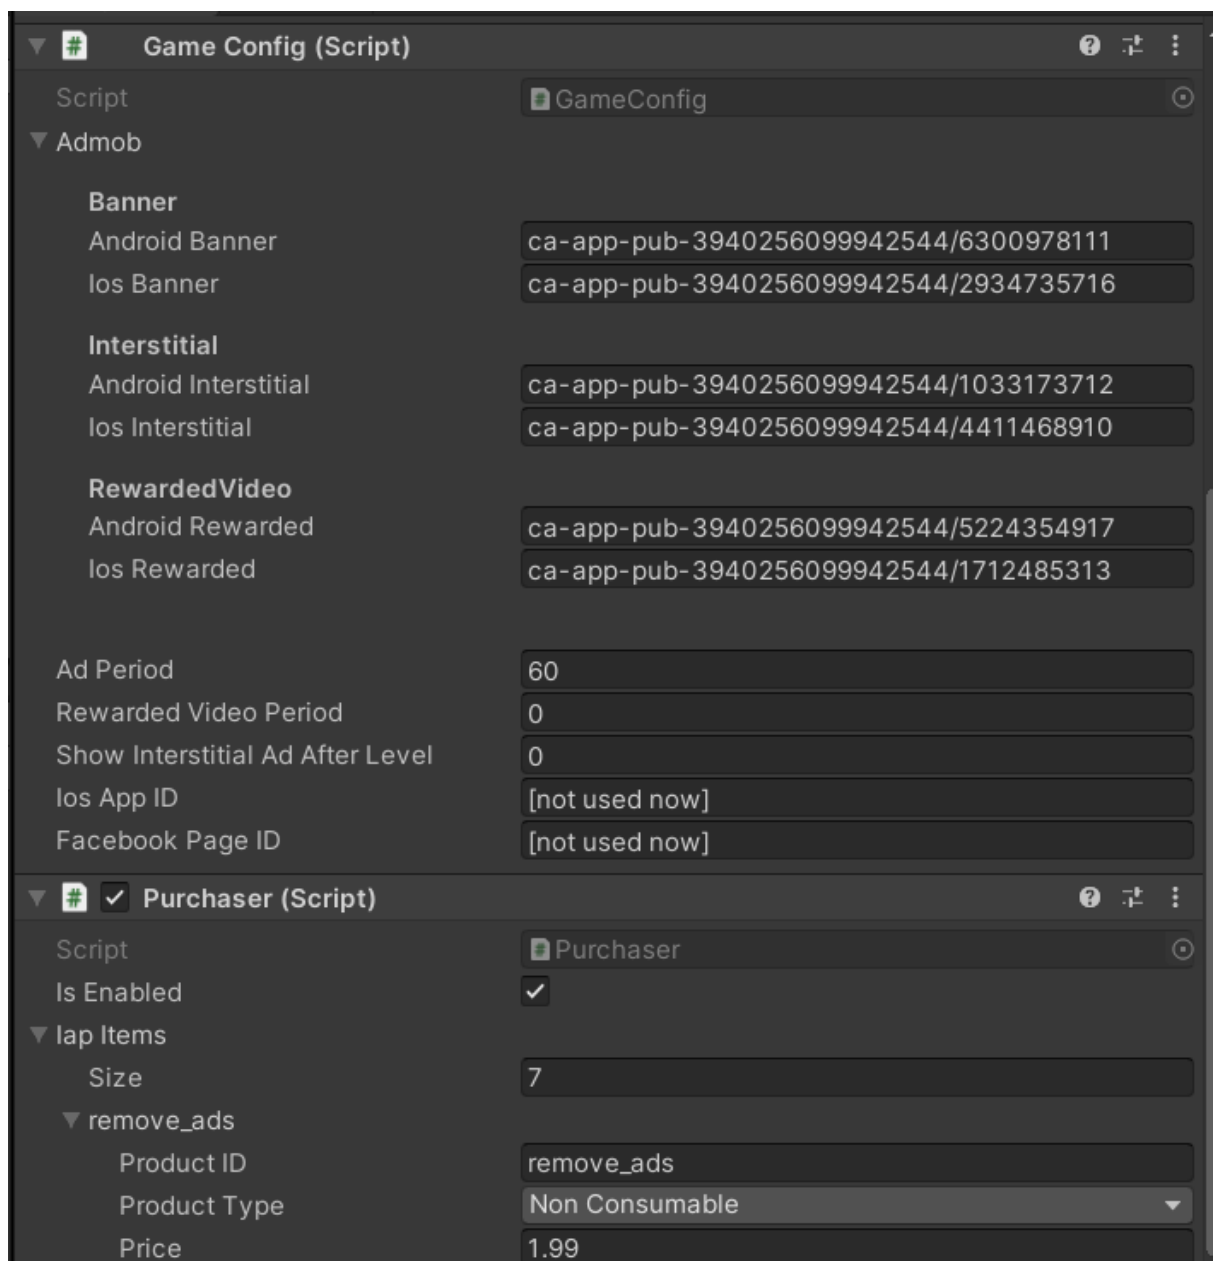 Game Config (Script)
Script GameConfig
Admob
Banner
Android Banner ca-app-pub-3940256099942544/6300978111
Ios Banner ca-app-pub-3940256099942544/2934735716
Interstitial
Android Interstitial ca-app-pub-3940256099942544/1033173712
Ios Interstitial ca-app-pub-3940256099942544/4411468910
RewardedVideo
Android Rewarded ca-app-pub-3940256099942544/5224354917
Ios Rewarded ca-app-pub-3940256099942544/1712485313
Ad Period 60
Rewarded Video Period 0
Show Interstitial Ad After Level 0
Ios App ID [not used now]
Facebook Page ID [not used now]
Purchaser (Script)
Script Purchaser
Is Enabled
Iap Items
Size 7
remove_ads
Product ID remove_ads
Product Type Non Consumable
Price 1.99